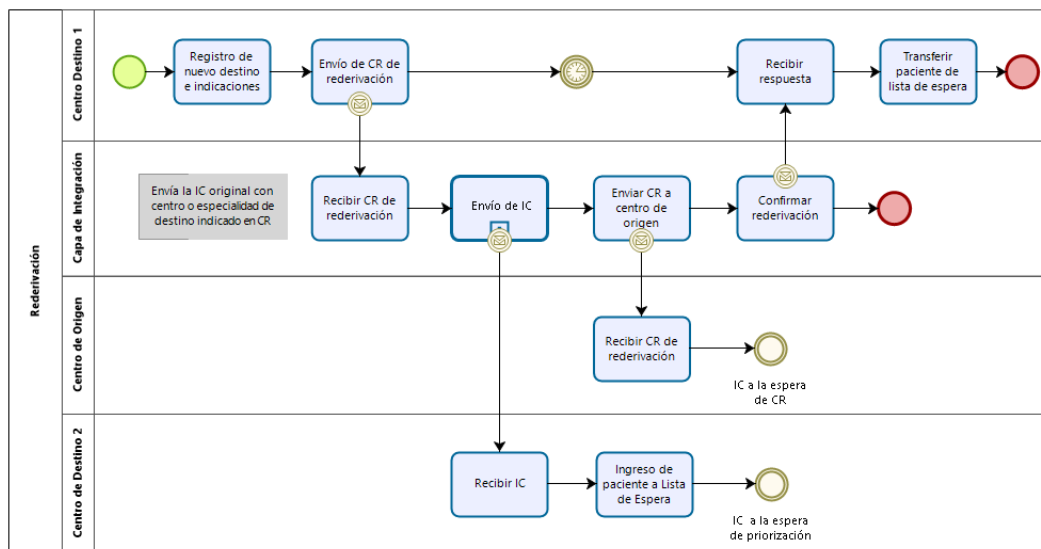 Rederivación
Centro Destino 1
Registro de
nuevo destino
e indicaciones
Envío de CR de
rederivación
Recibir
respuesta
Transferir
paciente de
lista de espera
Capa de Integración
Envía la IC original con
centro o especialidad de
destino indicado en CR
Recibir CR de
rederivación
Envío de IC
Enviar CR a
centro de
origen
Confirmar
rederivación
Centro de Origen
Recibir CR de
rederivación
IC a la espera
de CR
Centro de Destino 2
Recibir IC
Ingreso de
paciente a Lista
de Espera
IC a la espera
de priorización